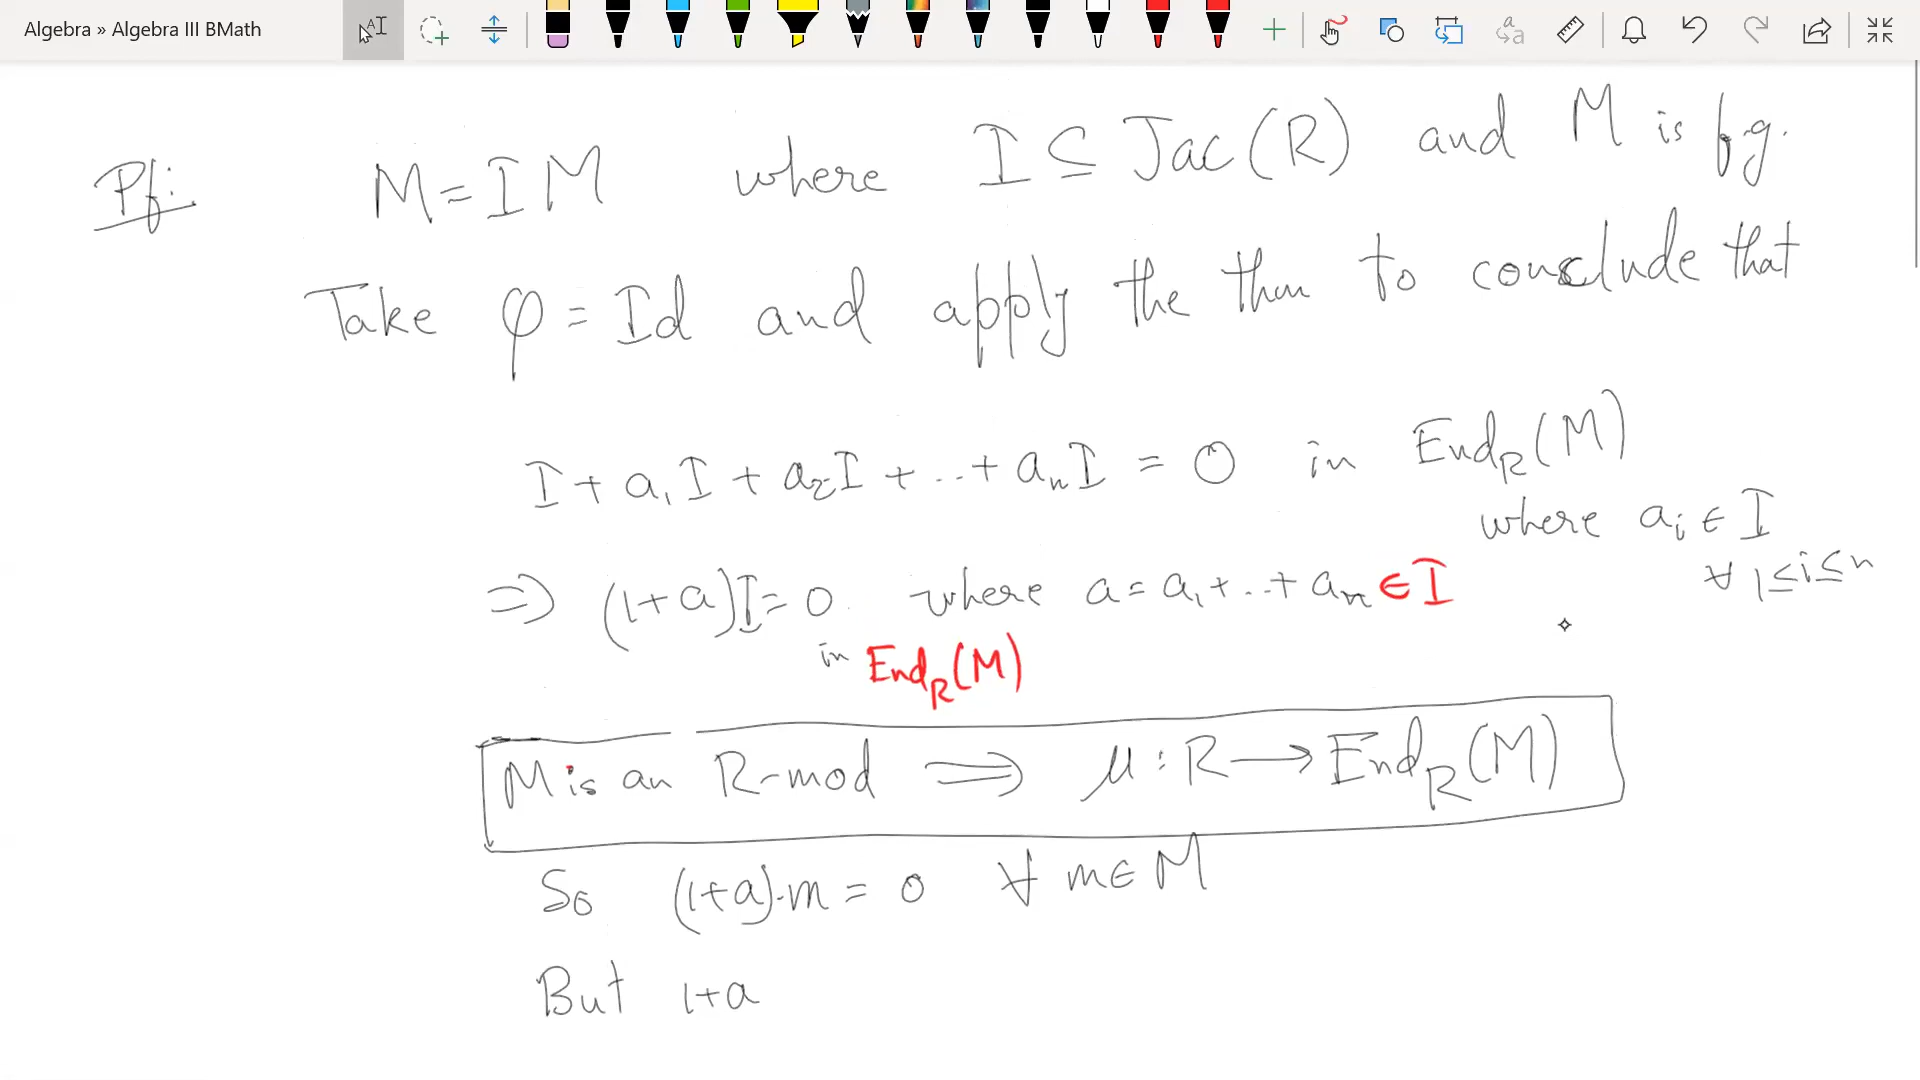 Algebra » Algebra III BMath
Pf: M = I M where I ⊆ Jac(R) and M is f.g.
Take φ = Id and apply the thm to conclude that
I + a₁I + a₂I + ... + aₙI = 0 in End_R(M)
where aᵢ ∈ I
∀ 1≤i≤n
⇒ (1+a)I = 0 where a = a₁ + ... + aₙ ∈ I
in End_R(M)
M is an R-mod ⟹ μ : R ⟶ End_R(M)
So (1+a)·m = 0 ∀ m ∈ M
But 1+a